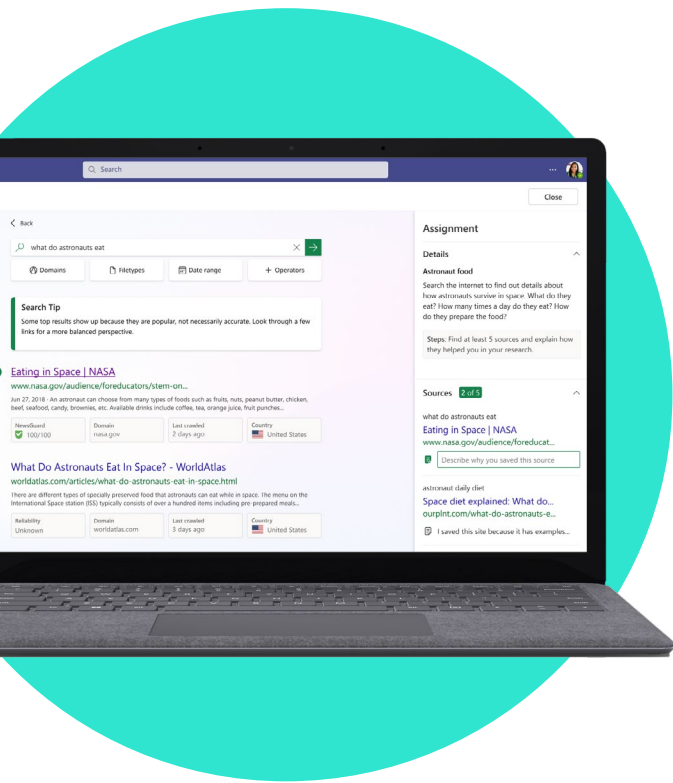 Search
...
Close
Back
what do astronauts eat
Domains
Filetypes
Date range
+ Operators
Search Tip
Some top results show up because they are popular, not necessarily accurate. Look through a few
links for a more balanced perspective.
Eating in Space | NASA
www.nasa.gov/audience/foreducators/stem-on...
Jun 27, 2018 · An astronaut can choose from many types of foods such as fruits, nuts, peanut butter, chicken,
beef, seafood, candy, brownies, etc. Available drinks include coffee, tea, orange juice, fruit punches...
NewsGuard
100/100
Domain
nasa.gov
Last crawled
2 days ago
Country
United States
What Do Astronauts Eat In Space? - WorldAtlas
worldatlas.com/articles/what-do-astronauts-eat-in-space.html
There are different types of specially preserved food that astronauts can eat while in space. The menu on the
International Space station (ISS) typically consists of over a hundred items including pre-prepared meals...
Reliability
Unknown
Domain
worldatlas.com
Last crawled
3 days ago
Country
United States
Assignment
Details
Astronaut food
Search the internet to find out details about
how astronauts survive in space. What do they
eat? How many times a day do they eat? How
do they prepare the food?
Steps: Find at least 5 sources and explain how
they helped you in your research.
Sources 2 of 5
what do astronauts eat
Eating in Space | NASA
www.nasa.gov/audience/foreducat...
Describe why you saved this source
astronaut daily diet
Space diet explained: What do...
ourplnt.com/what-do-astronauts-e...
I saved this site because it has examples...